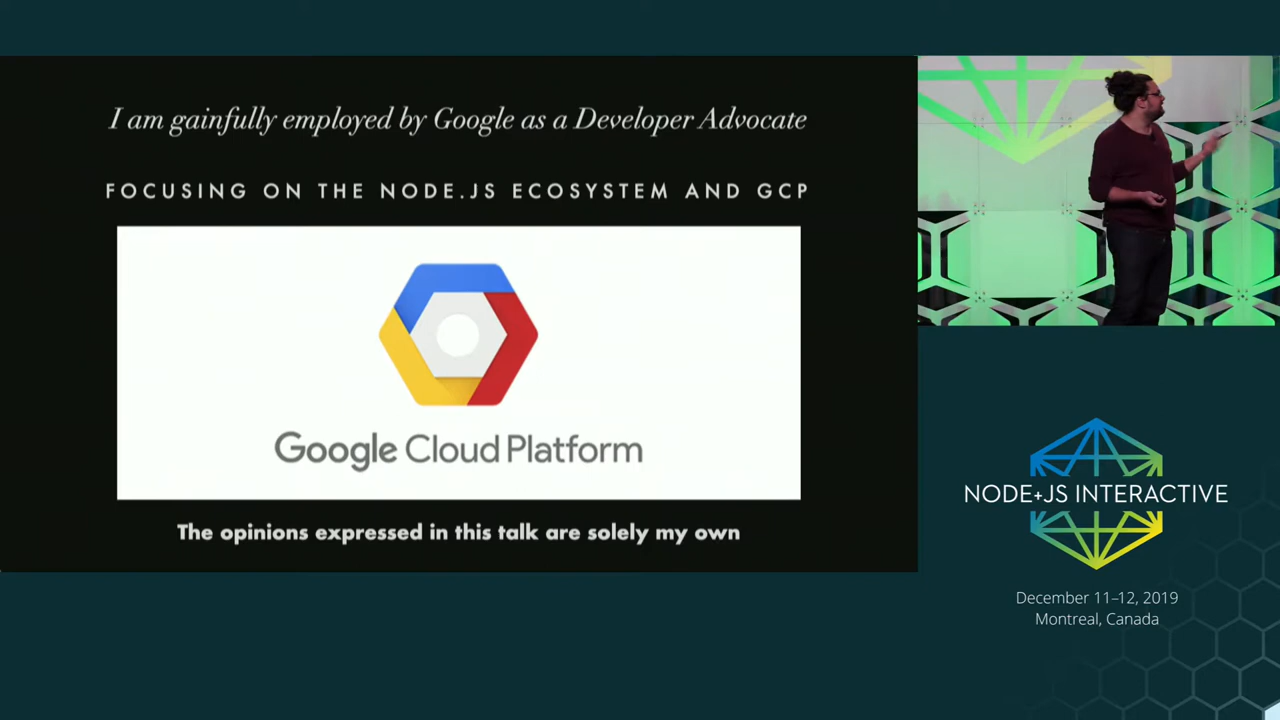 I am gainfully employed by Google as a Developer Advocate
FOCUSING ON THE NODE.JS ECOSYSTEM AND GCP
Google Cloud Platform
The opinions expressed in this talk are solely my own
NODE+JS INTERACTIVE
December 11–12, 2019
Montreal, Canada